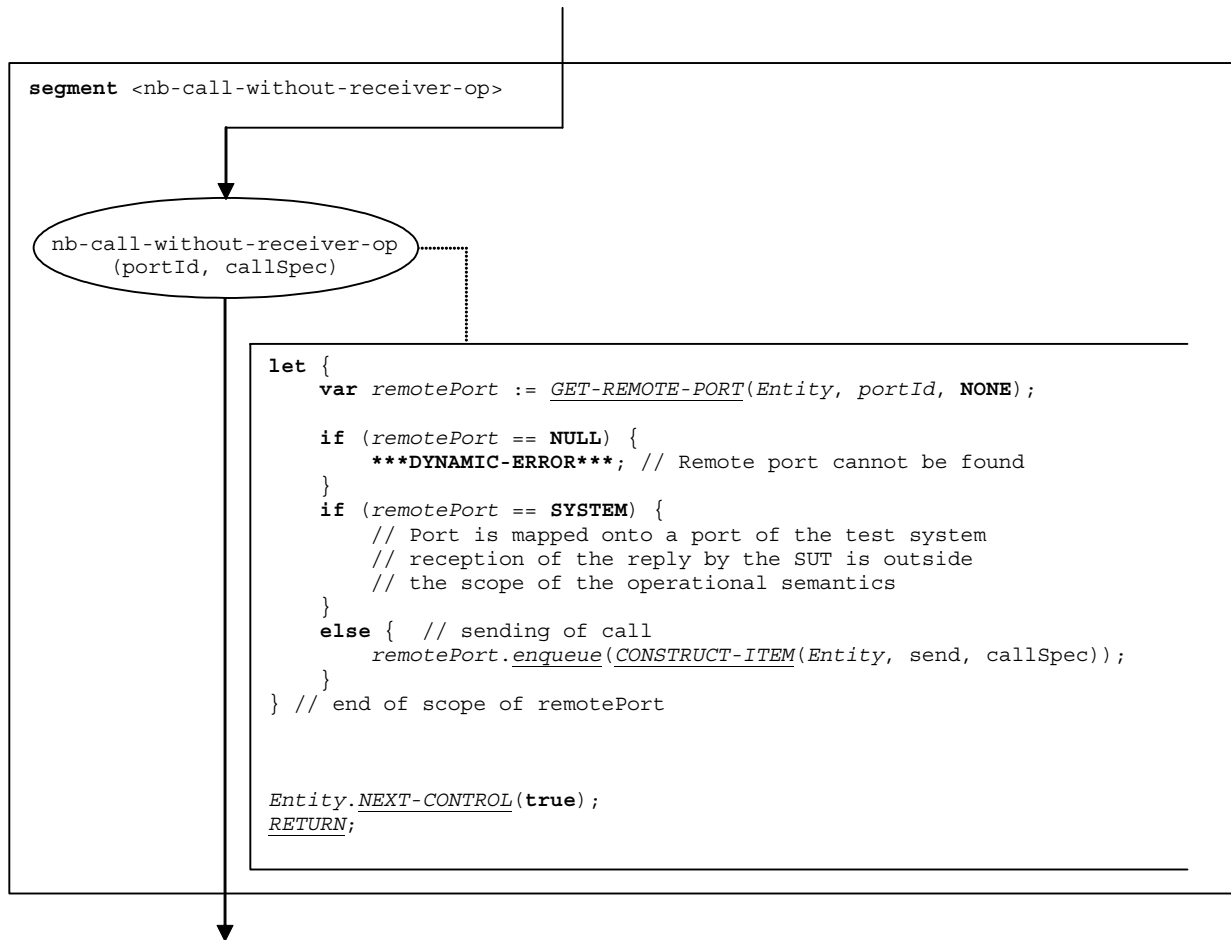 segment <nb-call-without-receiver-op>
nb-call-without-receiver-op
(portId, callSpec)
let {
var remotePort := GET-REMOTE-PORT(Entity, portId, NONE);
if (remotePort == NULL) {
***DYNAMIC-ERROR***; // Remote port cannot be found
}
if (remotePort == SYSTEM) {
// Port is mapped onto a port of the test system
// reception of the reply by the SUT is outside
// the scope of the operational semantics
}
else { // sending of call
remotePort.enqueue(CONSTRUCT-ITEM(Entity, send, callSpec));
}
} // end of scope of remotePort
Entity.NEXT-CONTROL(true);
RETURN;